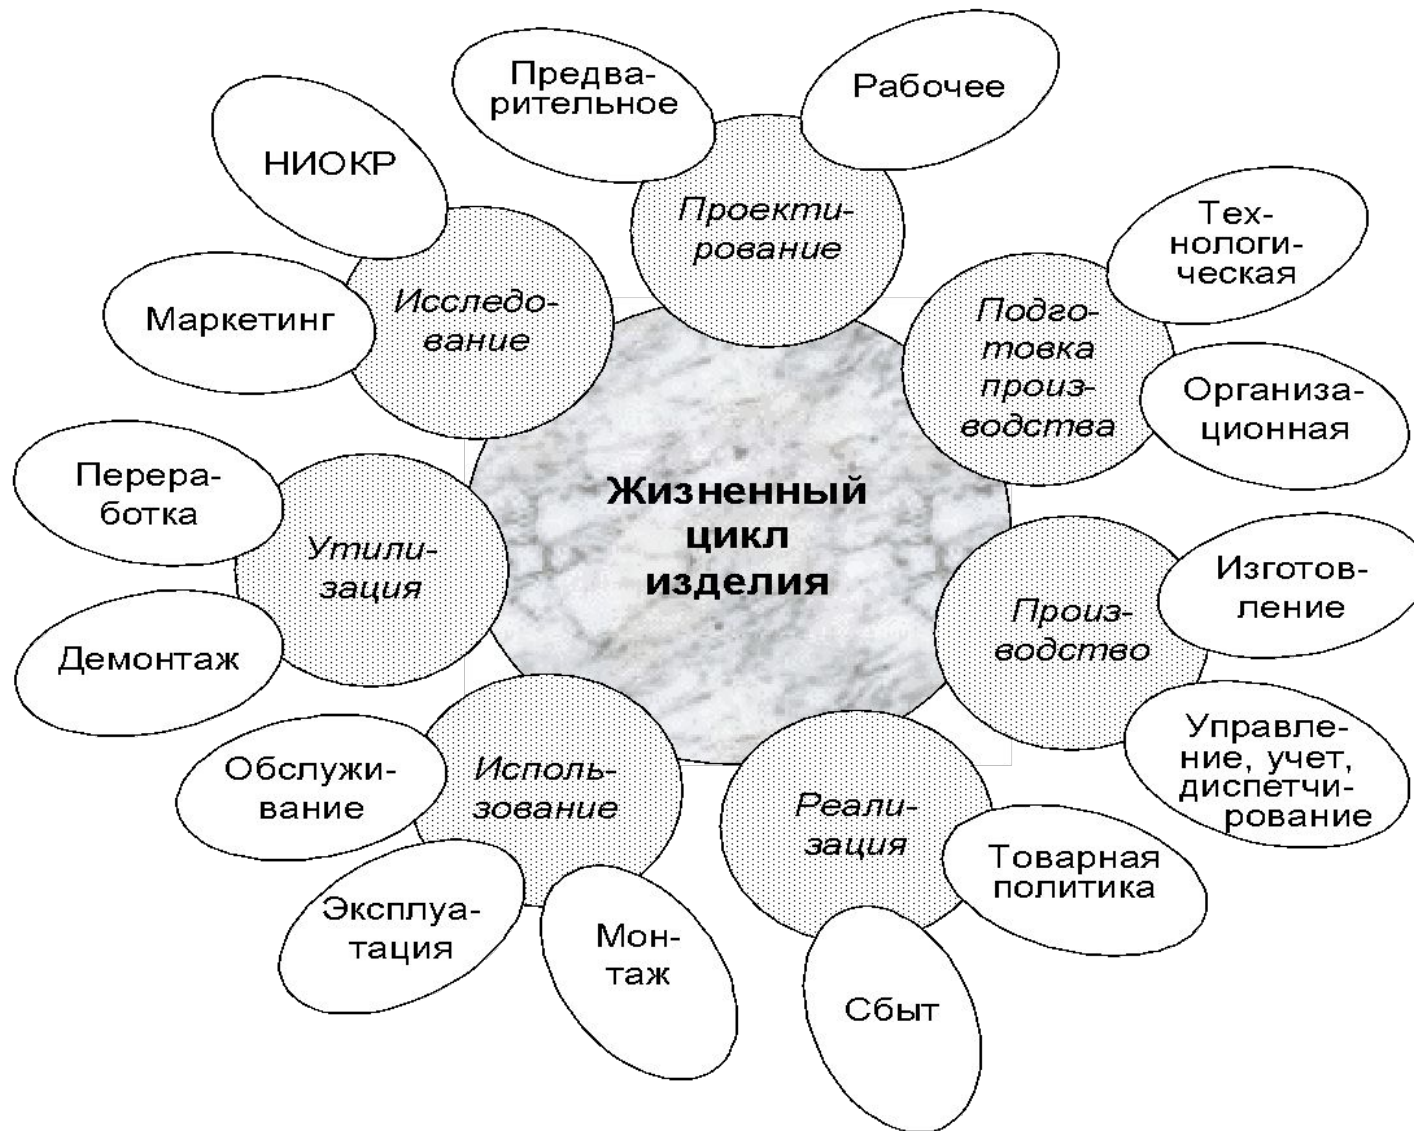 Предва-
рительное
Рабочее
НИОКР
Проекти-
рование
Тех-
нологи-
ческая
Маркетинг
Исследо-
вание
Подго-
товка
произ-
водства
Организа-
ционная
Перера-
ботка
Жизненный
цикл
изделия
Утили-
зация
Изготов-
ление
Произ-
водство
Демонтаж
Управле-
ние, учет,
диспетчи-
рование
Обслужи-
вание
Исполь-
зование
Реали-
зация
Товарная
политика
Эксплуа-
тация
Мон-
таж
Сбыт